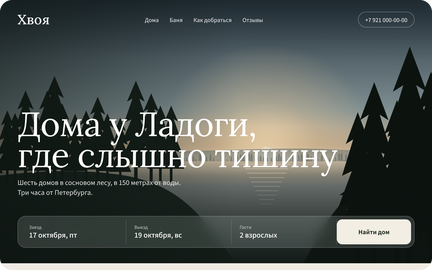 Хвоя
Дома Баня Как добраться Отзывы
+7 921 000-00-00
Дома у Ладоги,
где слышно тишину
Шесть домов в сосновом лесу, в 150 метрах от воды.
Три часа от Петербурга.
Заезд Выезд Гости
17 октября, пт 19 октября, вс 2 взрослых
Найти дом